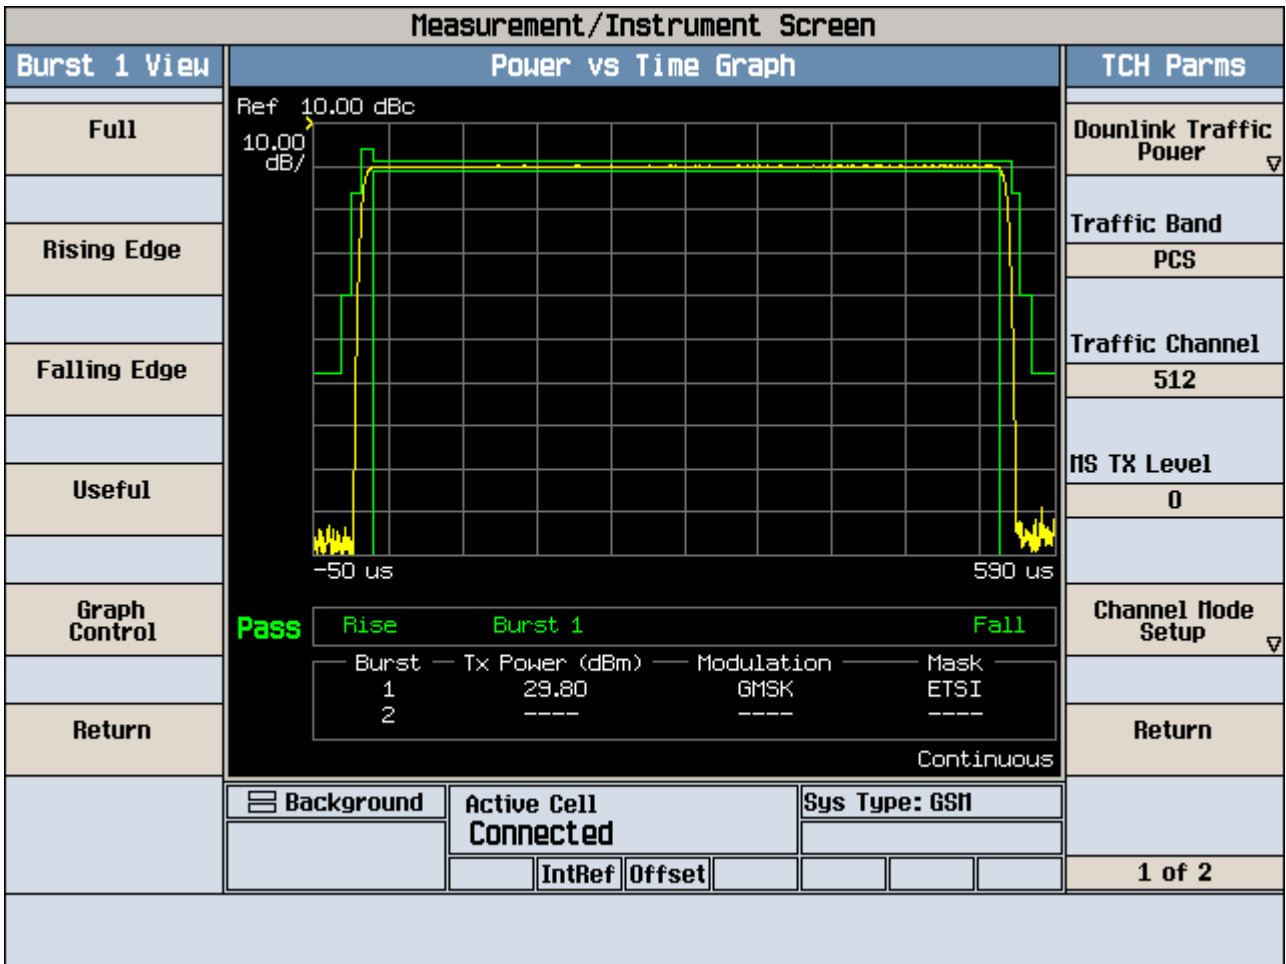 Measurement/Instrument Screen
Burst 1 View
Power vs Time Graph
TCH Parms
Full
Rising Edge
Falling Edge
Useful
Graph
Control
Return
Ref 10.00 dBc
10.00
dB/
-50 us
590 us
Pass
Rise
Burst 1
Fall
Burst Tx Power (dBm) Modulation Mask
1 29.80 GMSK ETSI
2 ---- ---- ----
Continuous
Downlink Traffic
Power
Traffic Band
PCS
Traffic Channel
512
MS TX Level
0
Channel Mode
Setup
Return
1 of 2
Background
Active Cell
Connected
Sys Type: GSM
IntRef
Offset